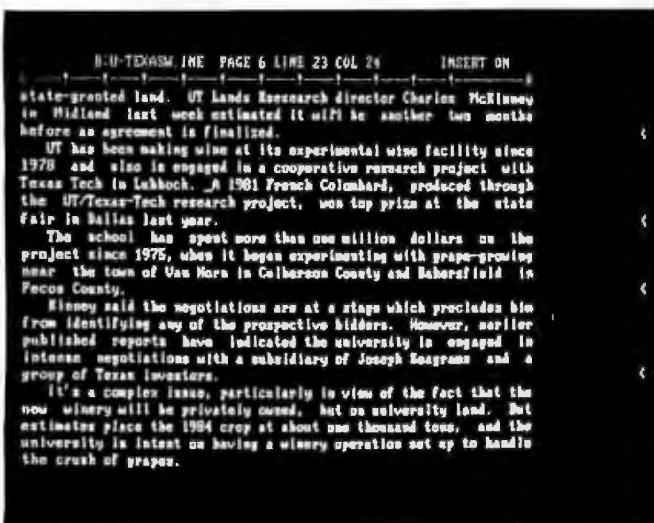 B:U-TEXASW.INE PAGE 6 LINE 23 COL 24 INSERT ON
state-granted land. UT Lands Research director Charles McKinney
in Midland last week estimated it will be another two months
before an agreement is finalized.
UT has been making wine at its experimental wine facility since
1978 and also is engaged in a cooperative research project with
Texas Tech in Lubbock. A 1981 French Colombard, produced through
the UT/Texas-Tech research project, won top prize at the state
fair in Dallas last year.
The school has spent more than one million dollars on the
project since 1975, when it began experimenting with grape-growing
near the town of Van Horn in Culberson County and Bakersfield in
Pecos County.
Kinney said the negotiations are at a stage which precludes him
from identifying any of the prospective bidders. However, earlier
published reports have indicated the university is engaged in
intense negotiations with a subsidiary of Joseph Seagrams and a
group of Texas investors.
It's a complex issue, particularly in view of the fact that the
now winery will be privately owned, but on university land. But
estimates place the 1984 crop at about one thousand tons, and the
university is intent on having a winery operation set up to handle
the crush of grapes.